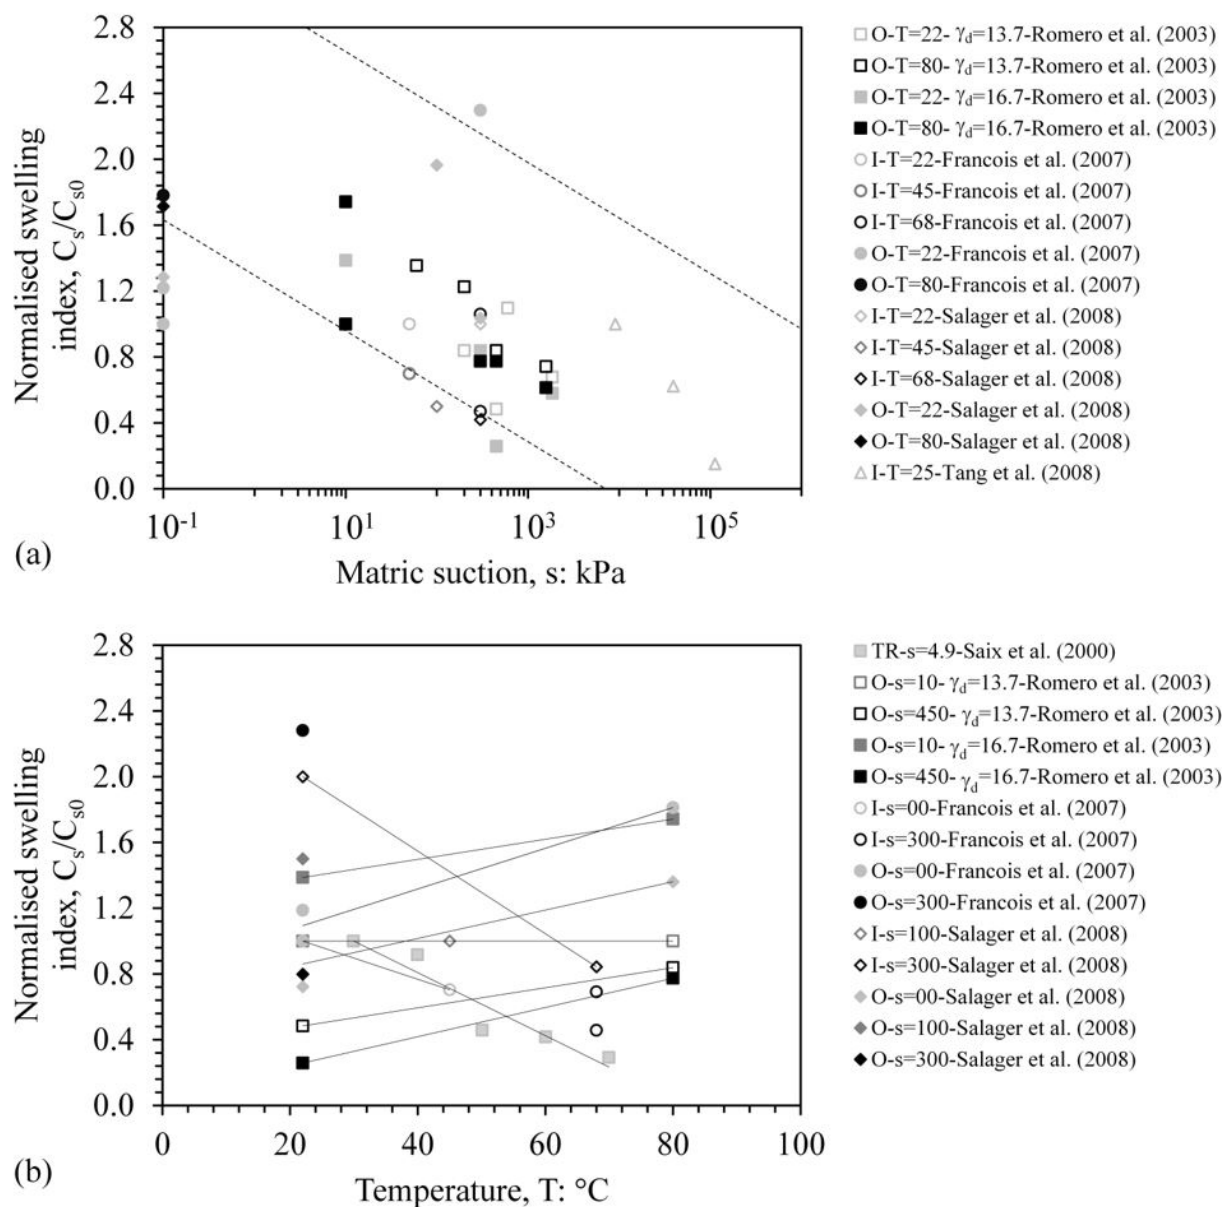 (a)
Normalised swelling
index, Cs/Cs0
2.8
2.4
2.0
1.6
1.2
0.8
0.4
0.0
10-1
101
103
105
Matric suction, s: kPa
O-T=22- γd=13.7-Romero et al. (2003)
O-T=80- γd=13.7-Romero et al. (2003)
O-T=22- γd=16.7-Romero et al. (2003)
O-T=80- γd=16.7-Romero et al. (2003)
I-T=22-Francois et al. (2007)
I-T=45-Francois et al. (2007)
I-T=68-Francois et al. (2007)
O-T=22-Francois et al. (2007)
O-T=80-Francois et al. (2007)
I-T=22-Salager et al. (2008)
I-T=45-Salager et al. (2008)
I-T=68-Salager et al. (2008)
O-T=22-Salager et al. (2008)
O-T=80-Salager et al. (2008)
I-T=25-Tang et al. (2008)
(b)
Normalised swelling
index, Cs/Cs0
2.8
2.4
2.0
1.6
1.2
0.8
0.4
0.0
0
20
40
60
80
100
Temperature, T: °C
TR-s=4.9-Saix et al. (2000)
O-s=10- γd=13.7-Romero et al. (2003)
O-s=450- γd=13.7-Romero et al. (2003)
O-s=10- γd=16.7-Romero et al. (2003)
O-s=450- γd=16.7-Romero et al. (2003)
I-s=00-Francois et al. (2007)
I-s=300-Francois et al. (2007)
O-s=00-Francois et al. (2007)
O-s=300-Francois et al. (2007)
I-s=100-Salager et al. (2008)
I-s=300-Salager et al. (2008)
O-s=00-Salager et al. (2008)
O-s=100-Salager et al. (2008)
O-s=300-Salager et al. (2008)